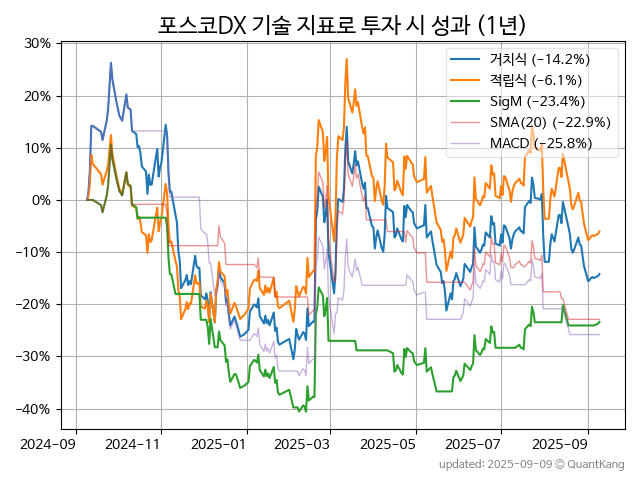 포스코DX 기술 지표로 투자 시 성과 (1년)
30%
20%
10%
0%
−10%
−20%
−30%
−40%
거치식 (−14.2%)
적립식 (−6.1%)
SigM (−23.4%)
SMA(20) (−22.9%)
MACD (−25.8%)
2024-09
2024-11
2025-01
2025-03
2025-05
2025-07
2025-09
updated: 2025-09-09 ⓒ QuantKang